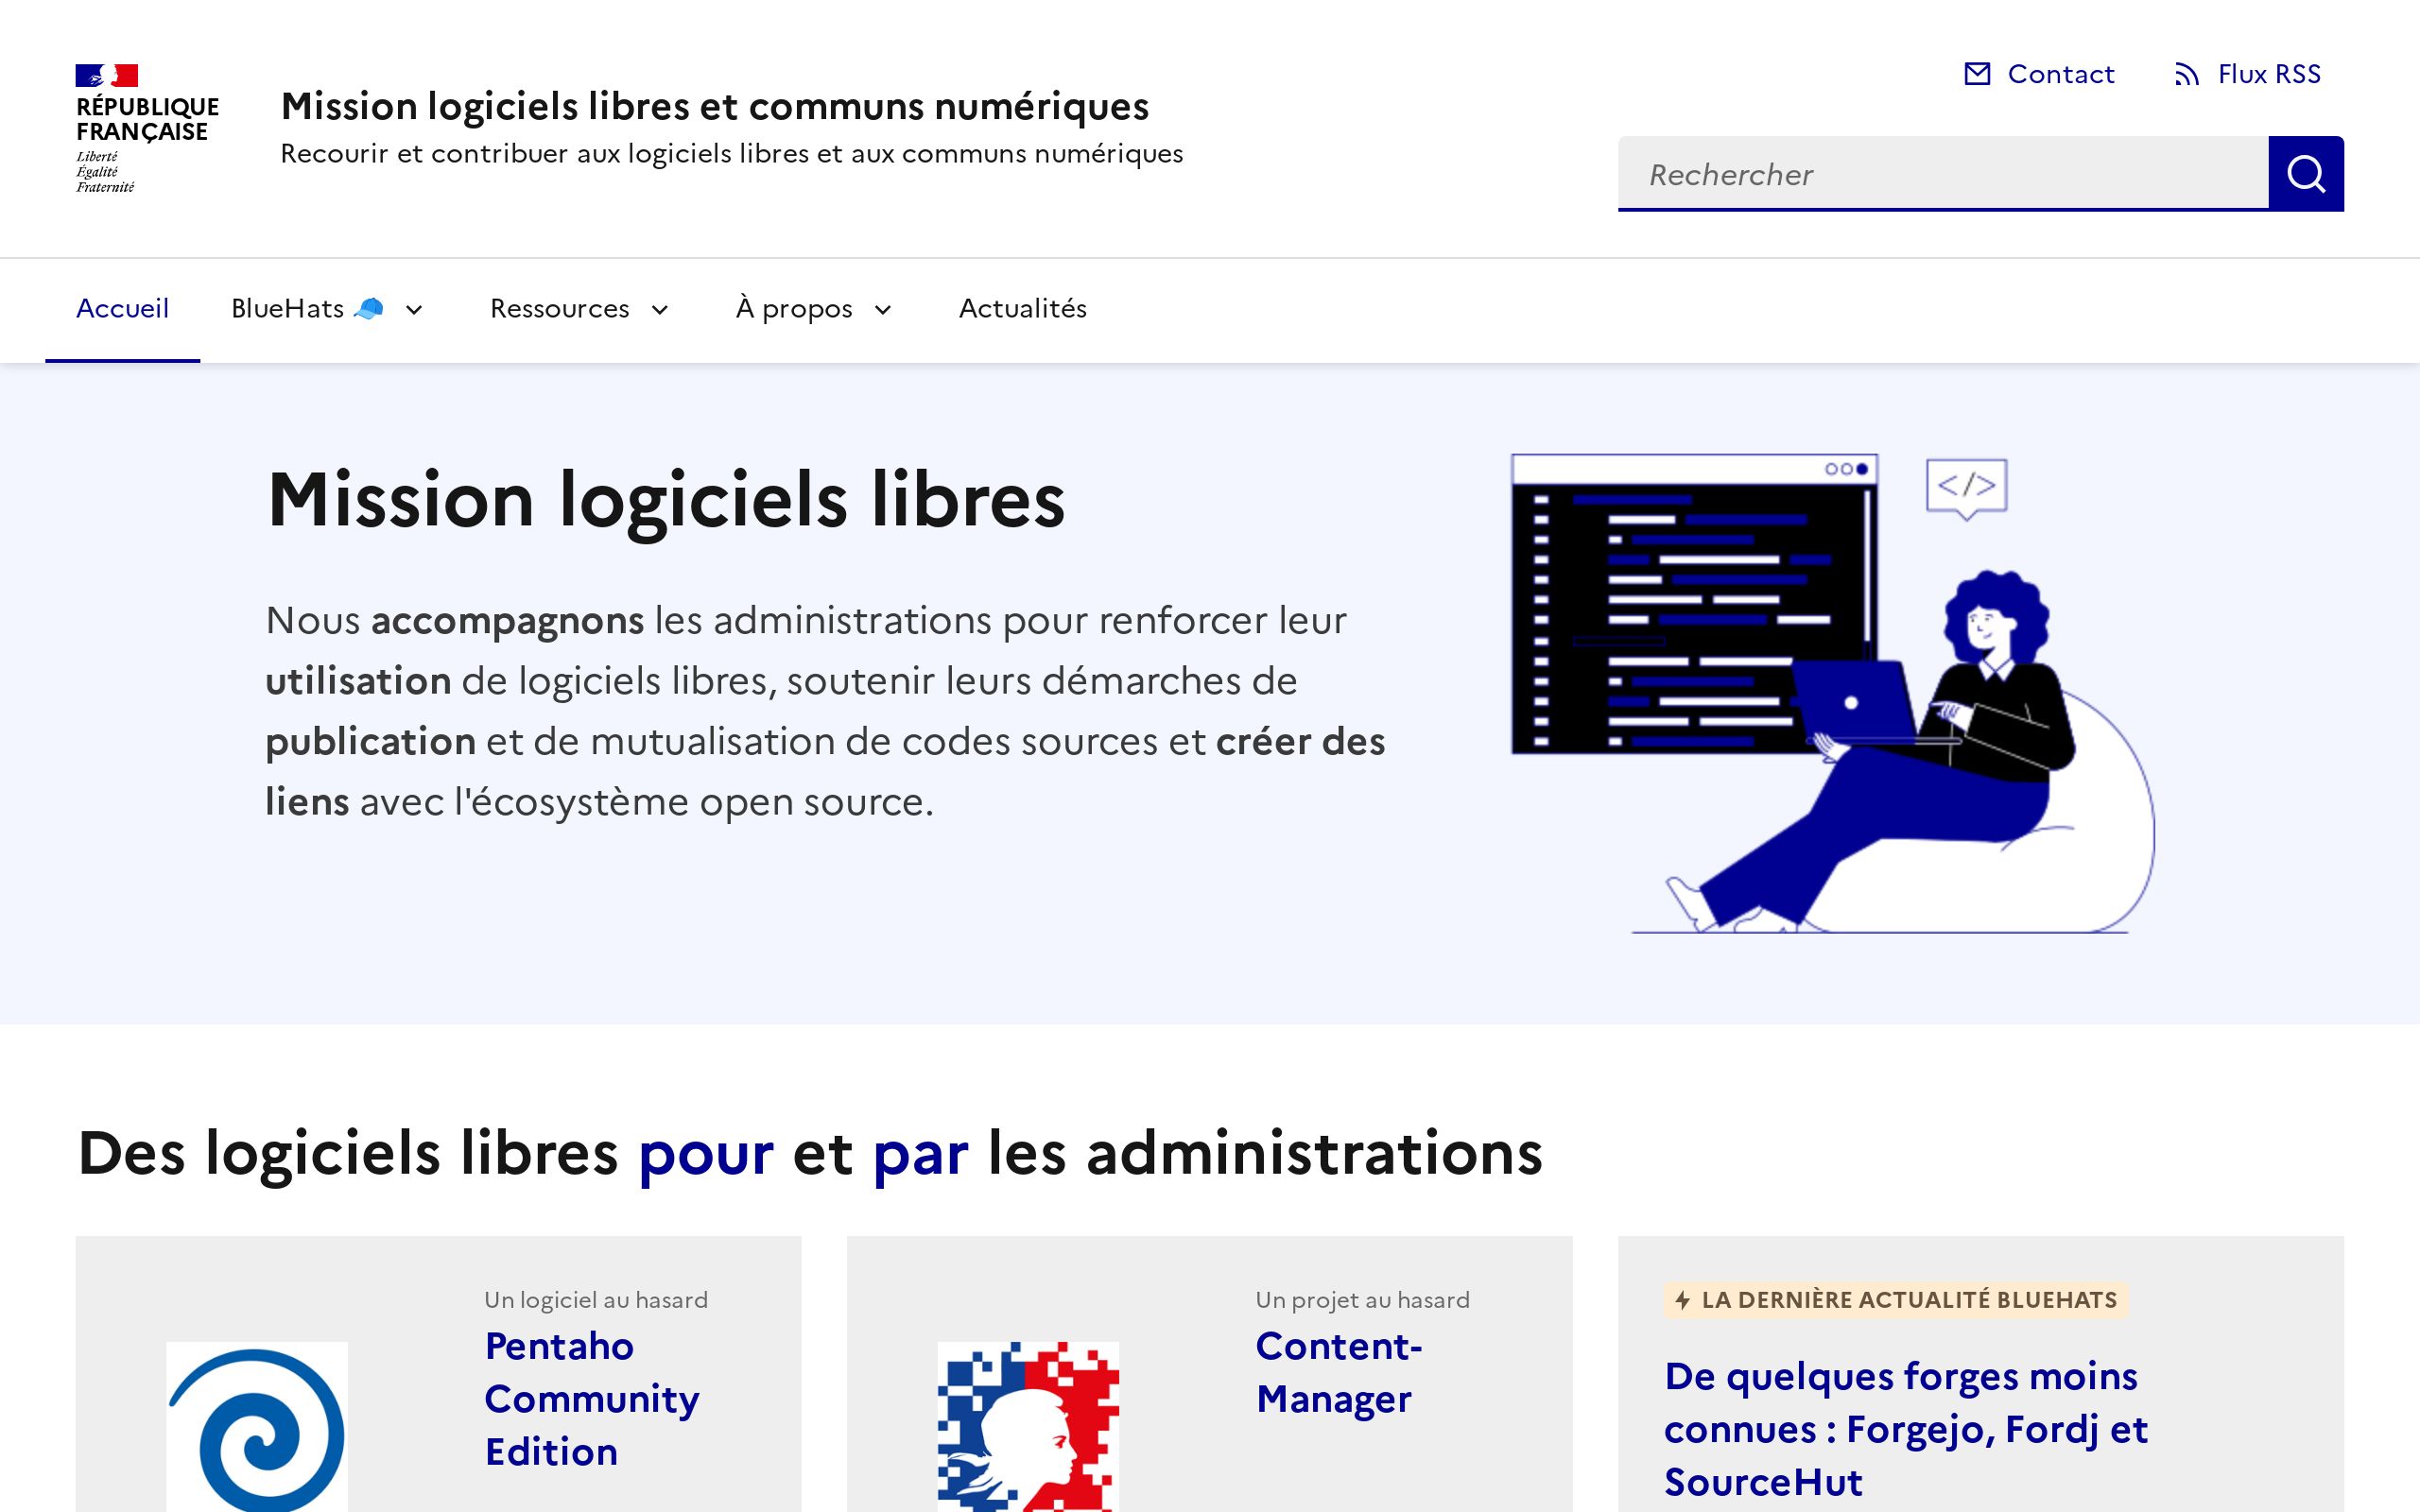 RÉPUBLIQUE
FRANÇAISE
Liberté
Égalité
Fraternité
Mission logiciels libres et communs numériques
Recourir et contribuer aux logiciels libres et aux communs numériques
Contact
Flux RSS
Rechercher
Accueil
BlueHats 🧢
Ressources
À propos
Actualités
Mission logiciels libres
Nous accompagnons les administrations pour renforcer leur
utilisation de logiciels libres, soutenir leurs démarches de
publication et de mutualisation de codes sources et créer des
liens avec l'écosystème open source.
</>
Des logiciels libres pour et par les administrations
Un logiciel au hasard
Pentaho
Community
Edition
Un projet au hasard
Content-
Manager
LA DERNIÈRE ACTUALITÉ BLUEHATS
De quelques forges moins
connues : Forgejo, Fordj et
SourceHut